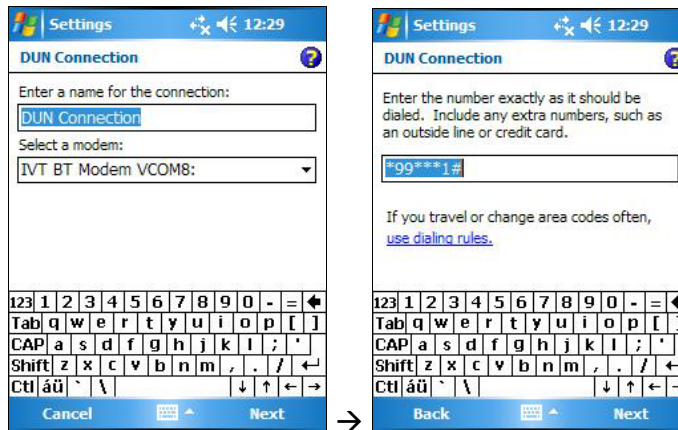 Settings 12:29
DUN Connection
Enter a name for the connection:
DUN Connection
Select a modem:
IVT BT Modem VCOM8:
123 1 2 3 4 5 6 7 8 9 0 - =
Tab q w e r t y u i o p [ ]
CAP a s d f g h j k l ; '
Shift z x c v b n m , . /
Ctl áü ` \
Cancel Next
→
Settings 12:29
DUN Connection
Enter the number exactly as it should be
dialed. Include any extra numbers, such as
an outside line or credit card.
*99***1#
If you travel or change area codes often,
use dialing rules.
123 1 2 3 4 5 6 7 8 9 0 - =
Tab q w e r t y u i o p [ ]
CAP a s d f g h j k l ; '
Shift z x c v b n m , . /
Ctl áü ` \
Back Next